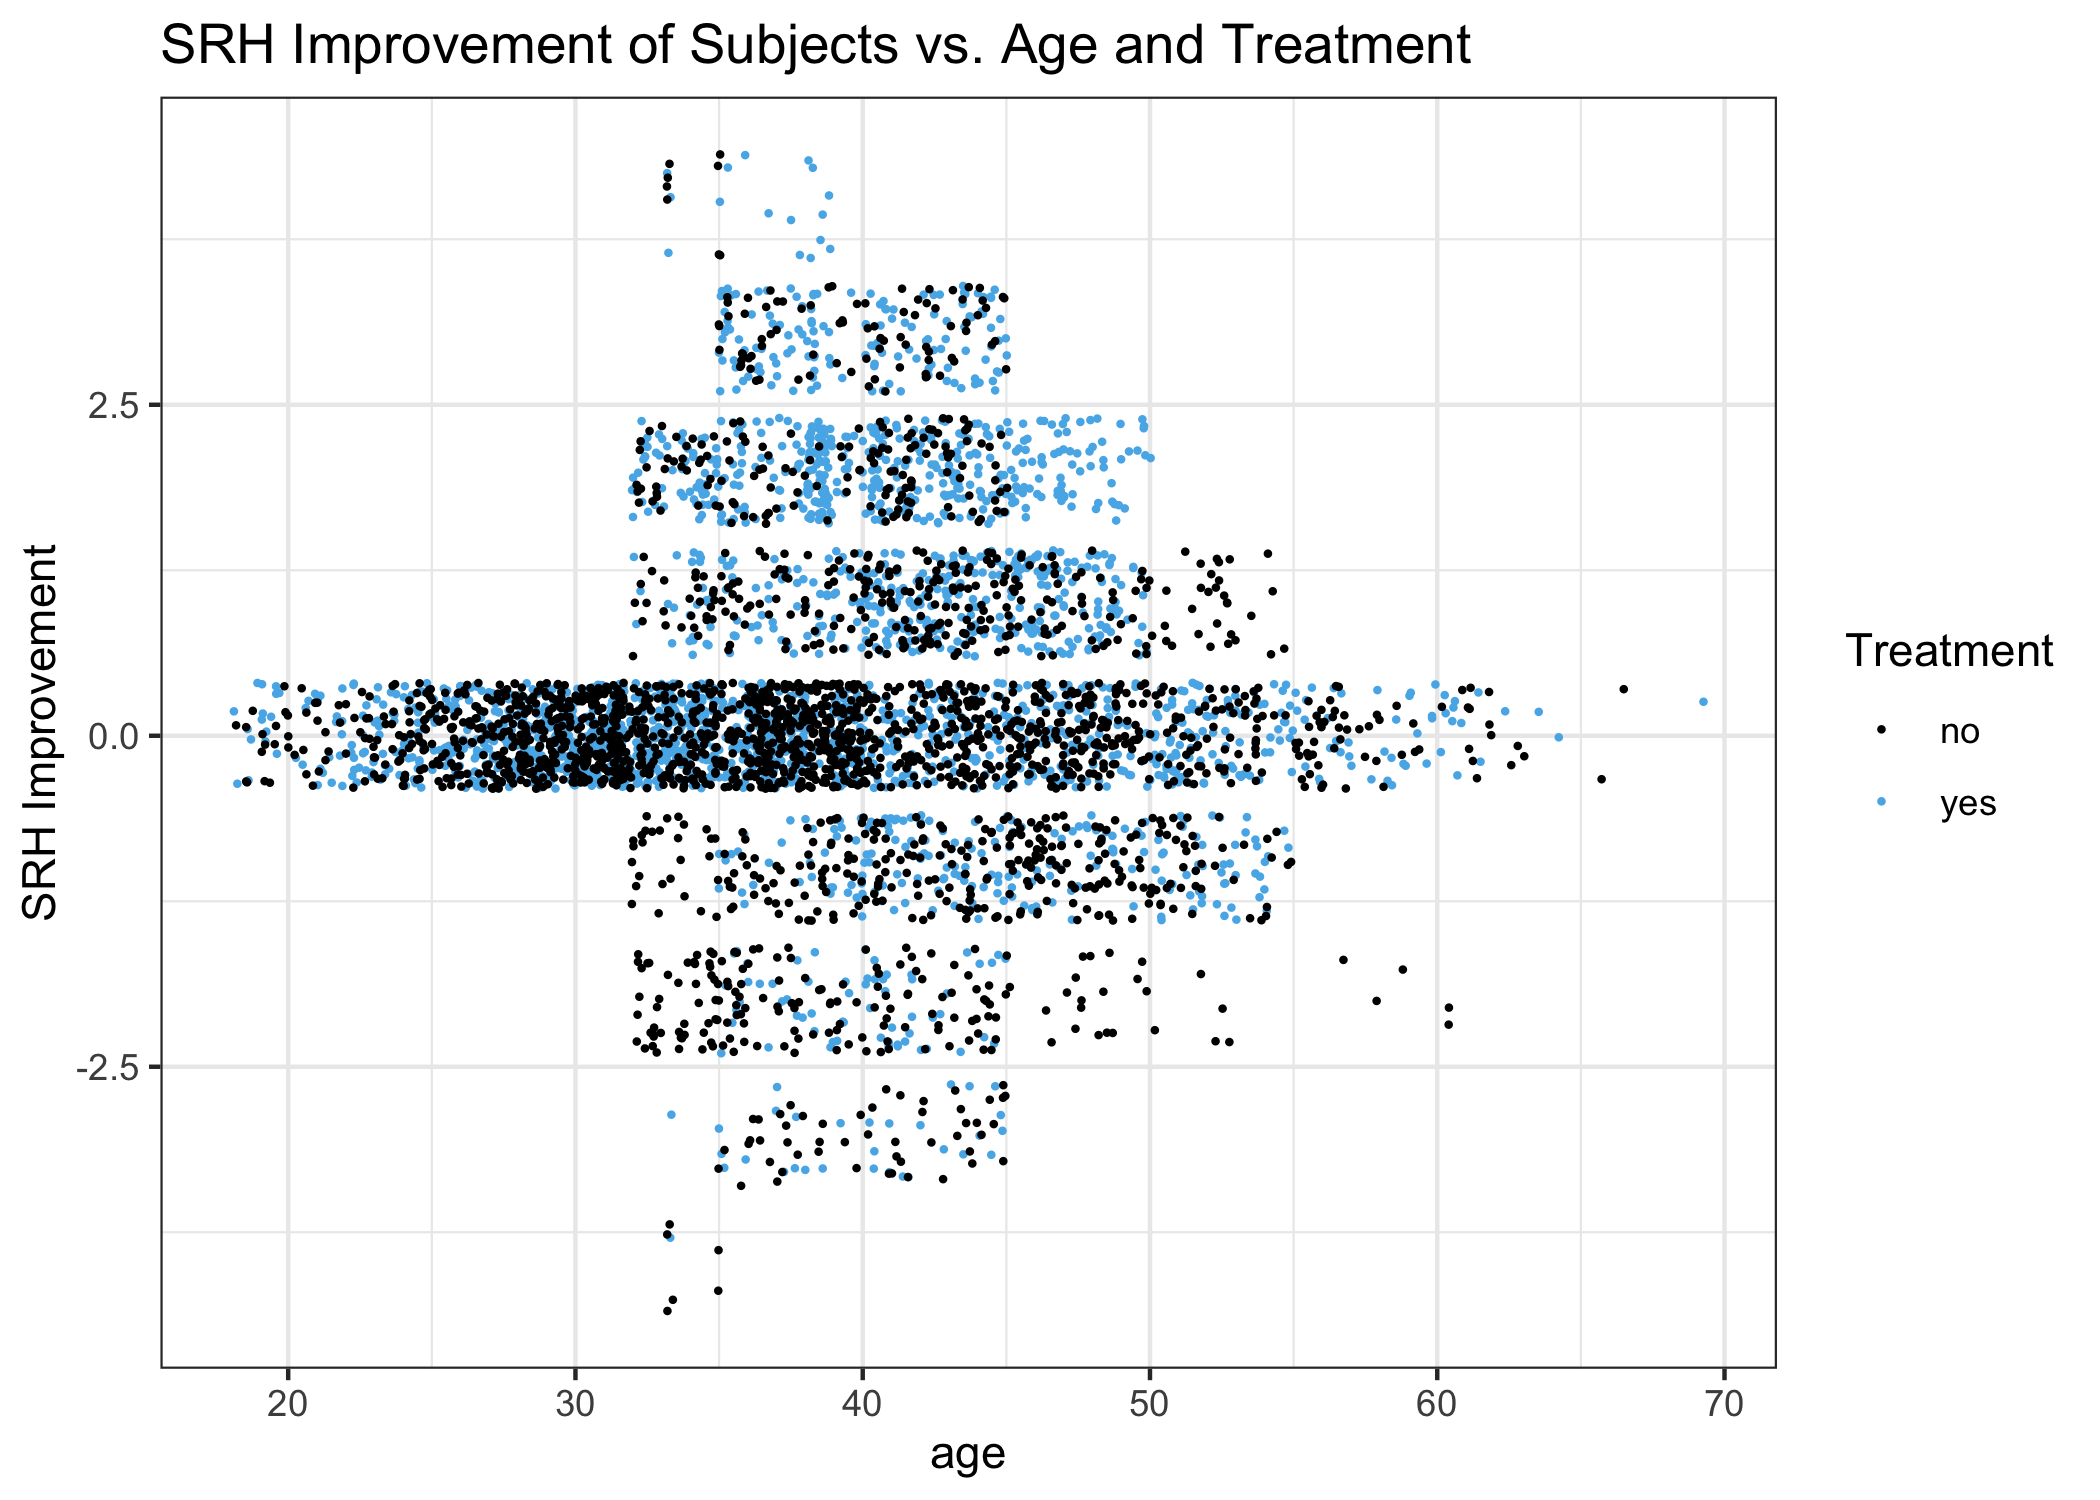 SRH Improvement of Subjects vs. Age and Treatment
SRH Improvement
2.5
0.0
-2.5
20 30 40 50 60 70
age
Treatment
no
yes